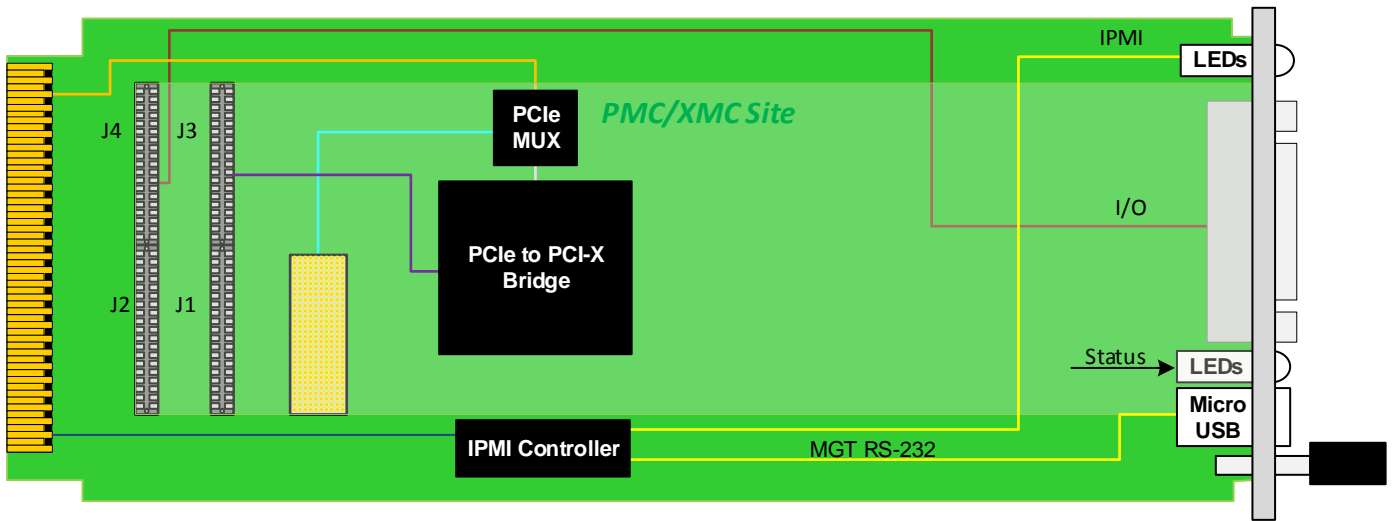 IPMI
LEDs
PCIe
MUX
PMC/XMC Site
J4
J3
I/O
PCIe to PCI-X
Bridge
J2
J1
Status
LEDs
Micro
USB
IPMI Controller
MGT RS-232